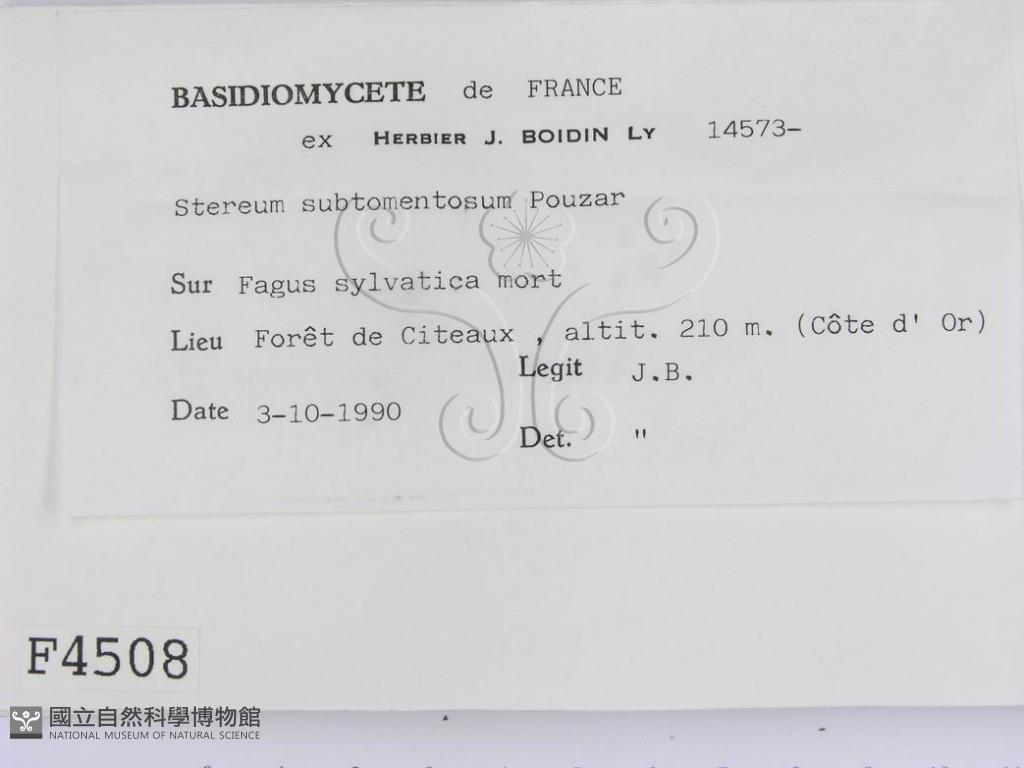 BASIDIOMYCETE de FRANCE
ex HERBIER J. BOIDIN LY 14573-
Stereum subtomentosum Pouzar
Sur Fagus sylvatica mort
Lieu Forêt de Citeaux , altit. 210 m. (Côte d' Or)
Legit J.B.
Date 3-10-1990
Det. "
F4508
國立自然科學博物館
NATIONAL MUSEUM OF NATURAL SCIENCE